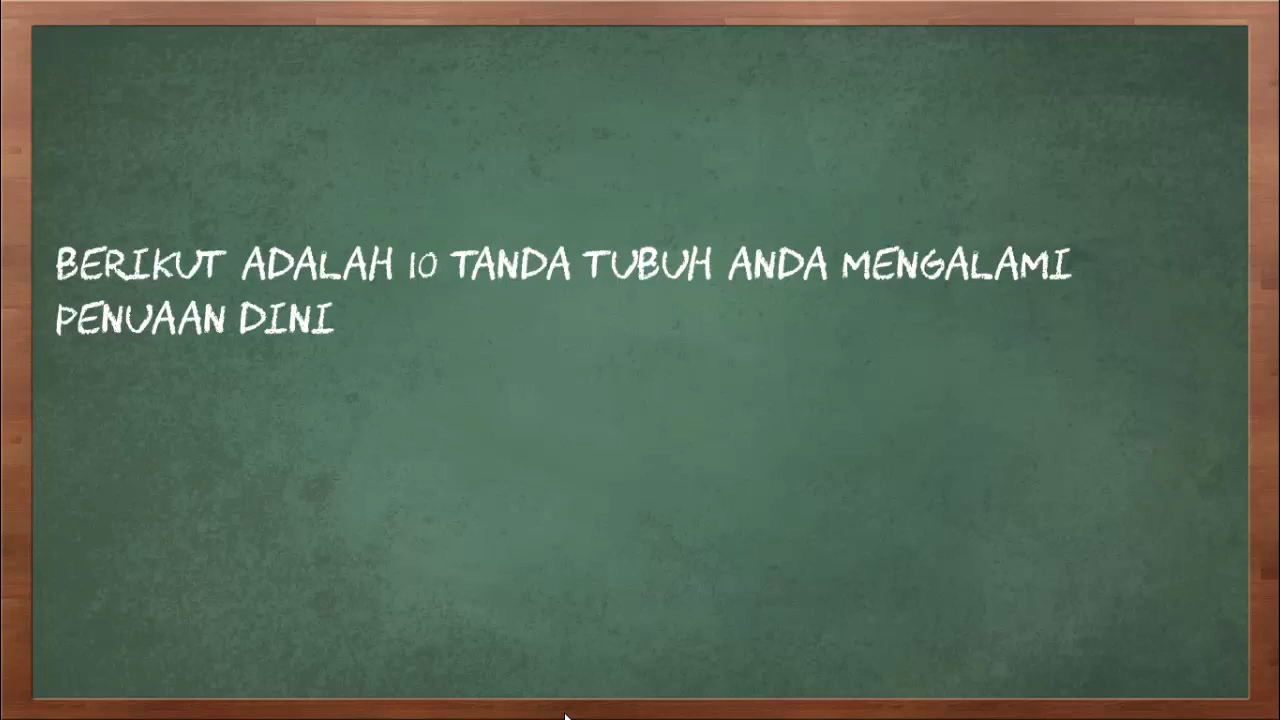 BERIKUT ADALAH 10 TANDA TUBUH ANDA MENGALAMI
PENUAAN DINI